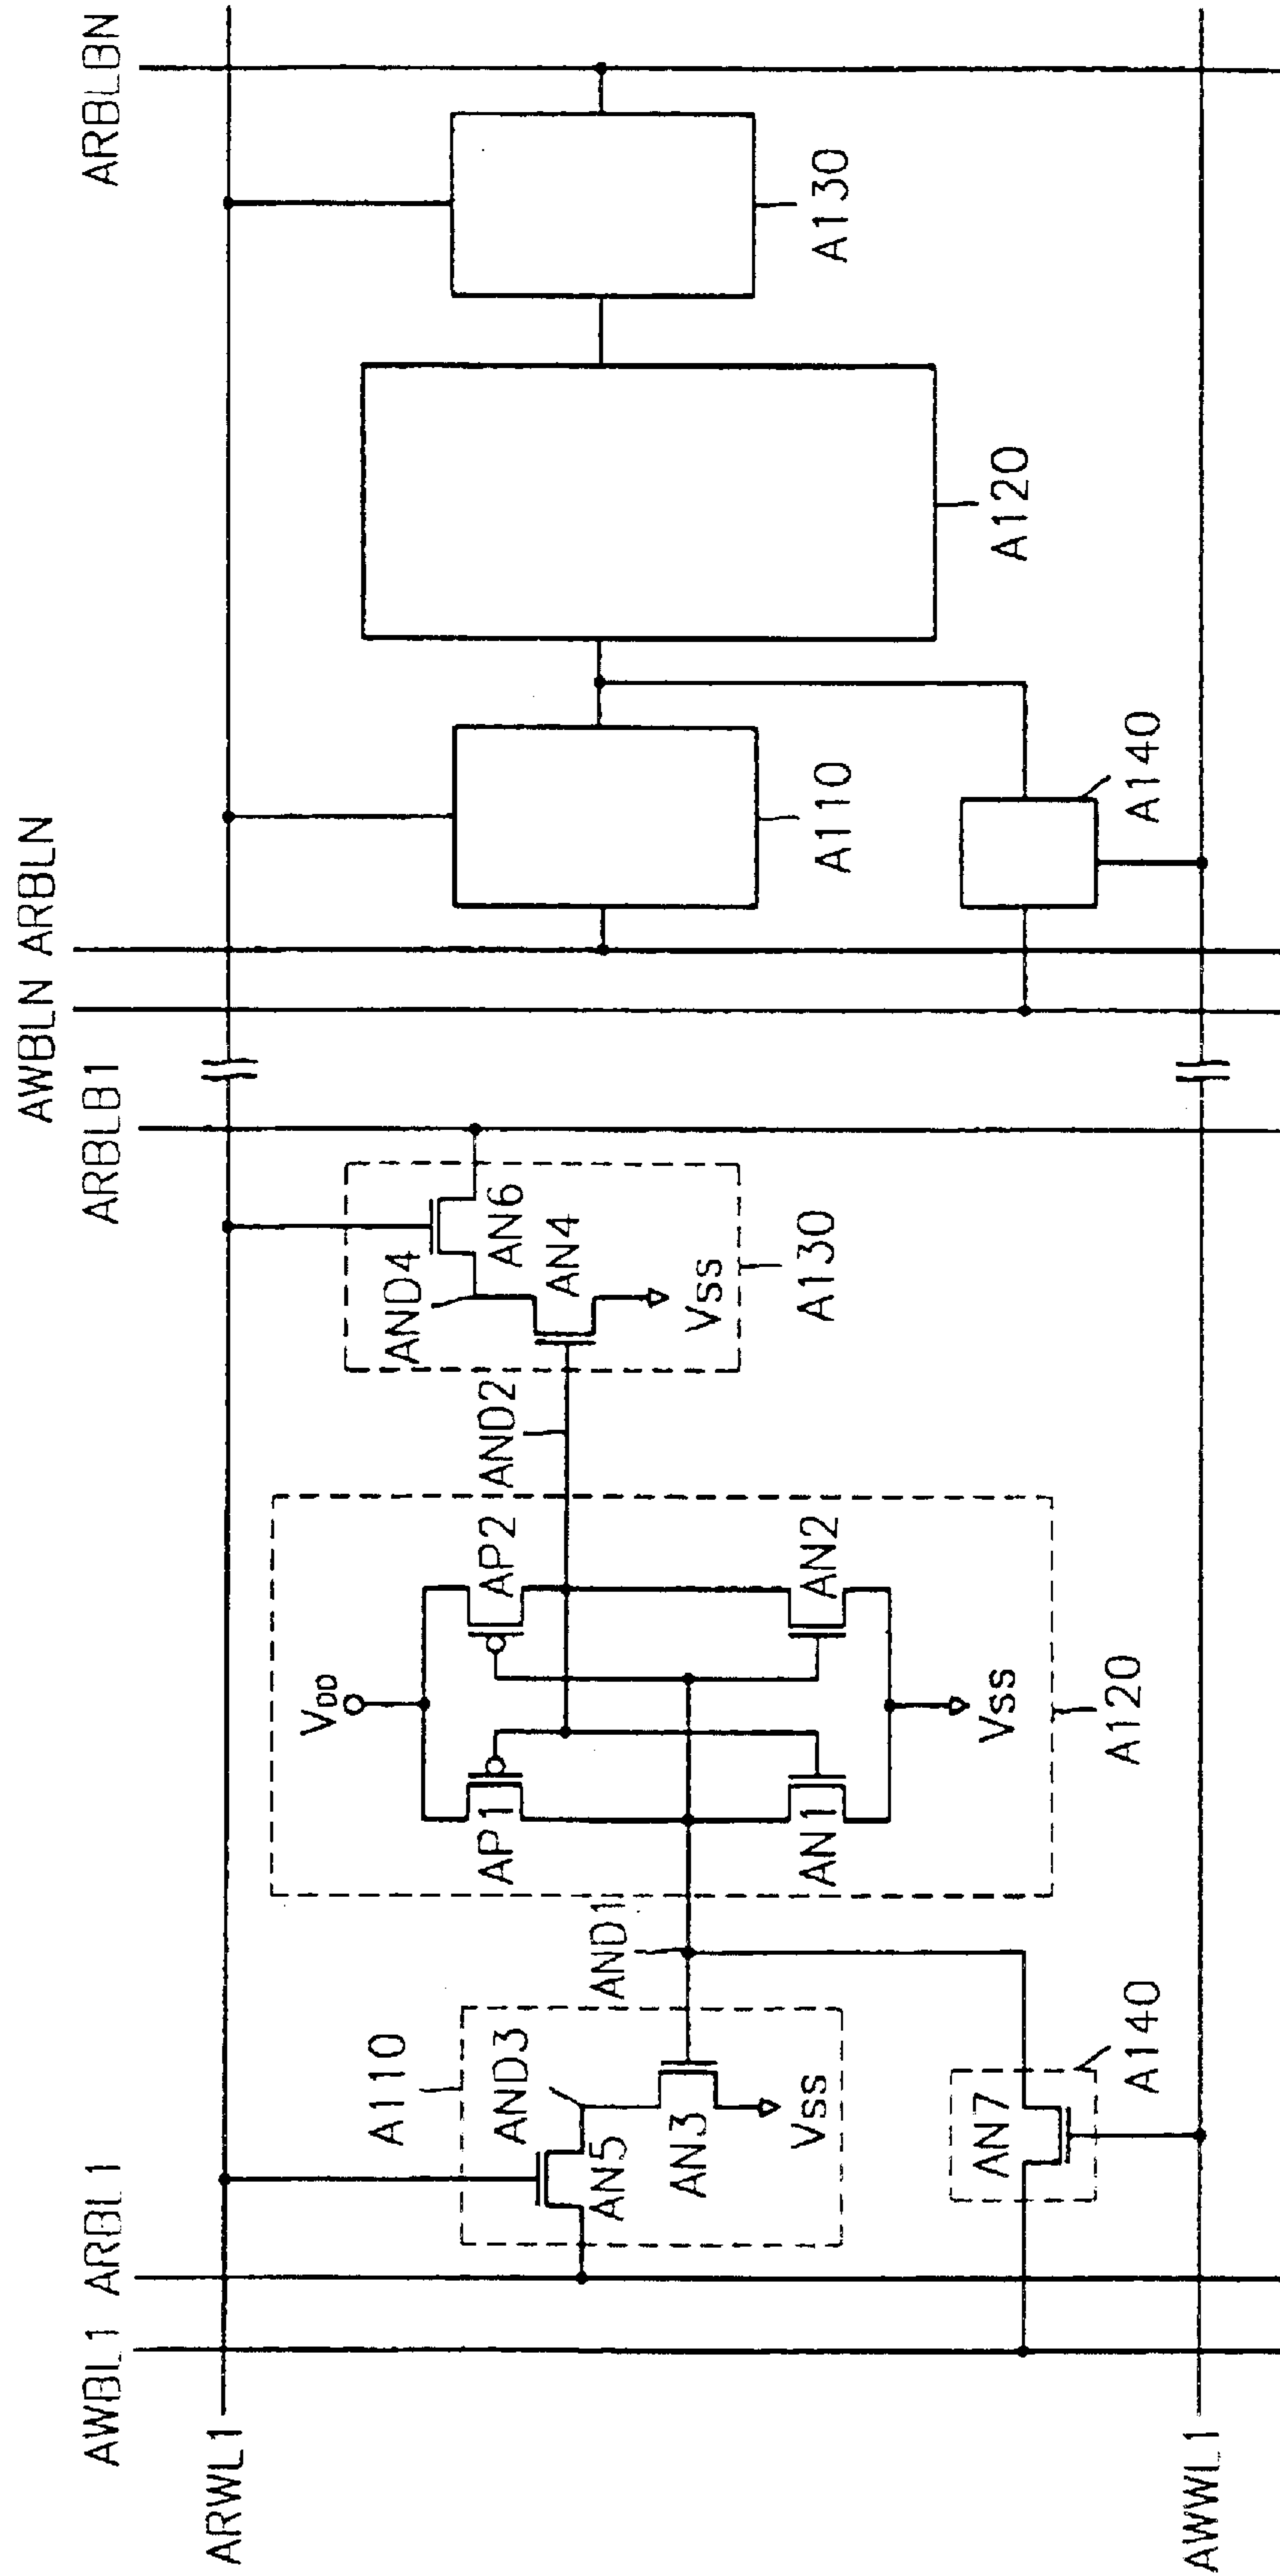 AWBL1 ARBL1
ARBLB1
AWBLN ARBLN
ARBLBN
ARWL1
A110
AND3
AN5
AN3
Vss
AND1
VDD
AP1
AP2
AN1
AN2
Vss
A120
AND2
AND4
AN6
AN4
Vss
A130
AN7
A140
A110
A120
A130
A140
AWWL1